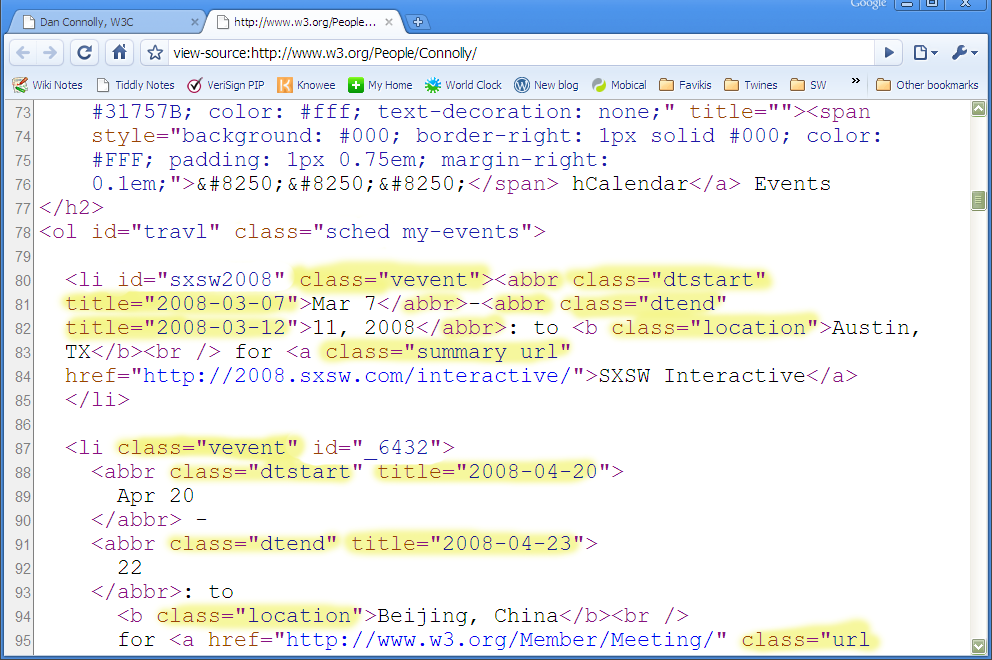 Google
Dan Connolly, W3C
http://www.w3.org/People...
view-source:http://www.w3.org/People/Connolly/
Wiki Notes Tiddly Notes VeriSign PIP Knowee My Home World Clock New blog Mobical Favikis Twines SW » Other bookmarks
73 #31757B; color: #fff; text-decoration: none;" title=""><span
74 style="background: #000; border-right: 1px solid #000; color:
75 #FFF; padding: 1px 0.75em; margin-right:
76 0.1em;">&#8250;&#8250;&#8250;</span> hCalendar</a> Events
77 </h2>
78 <ol id="travl" class="sched my-events">
79
80 <li id="sxsw2008" class="vevent"><abbr class="dtstart"
81 title="2008-03-07">Mar 7</abbr>-<abbr class="dtend"
82 title="2008-03-12">11, 2008</abbr>: to <b class="location">Austin,
83 TX</b><br /> for <a class="summary url"
84 href="http://2008.sxsw.com/interactive/">SXSW Interactive</a>
85 </li>
86
87 <li class="vevent" id="_6432">
88 <abbr class="dtstart" title="2008-04-20">
89 Apr 20
90 </abbr> -
91 <abbr class="dtend" title="2008-04-23">
92 22
93 </abbr>: to
94 <b class="location">Beijing, China</b><br />
95 for <a href="http://www.w3.org/Member/Meeting/" class="url